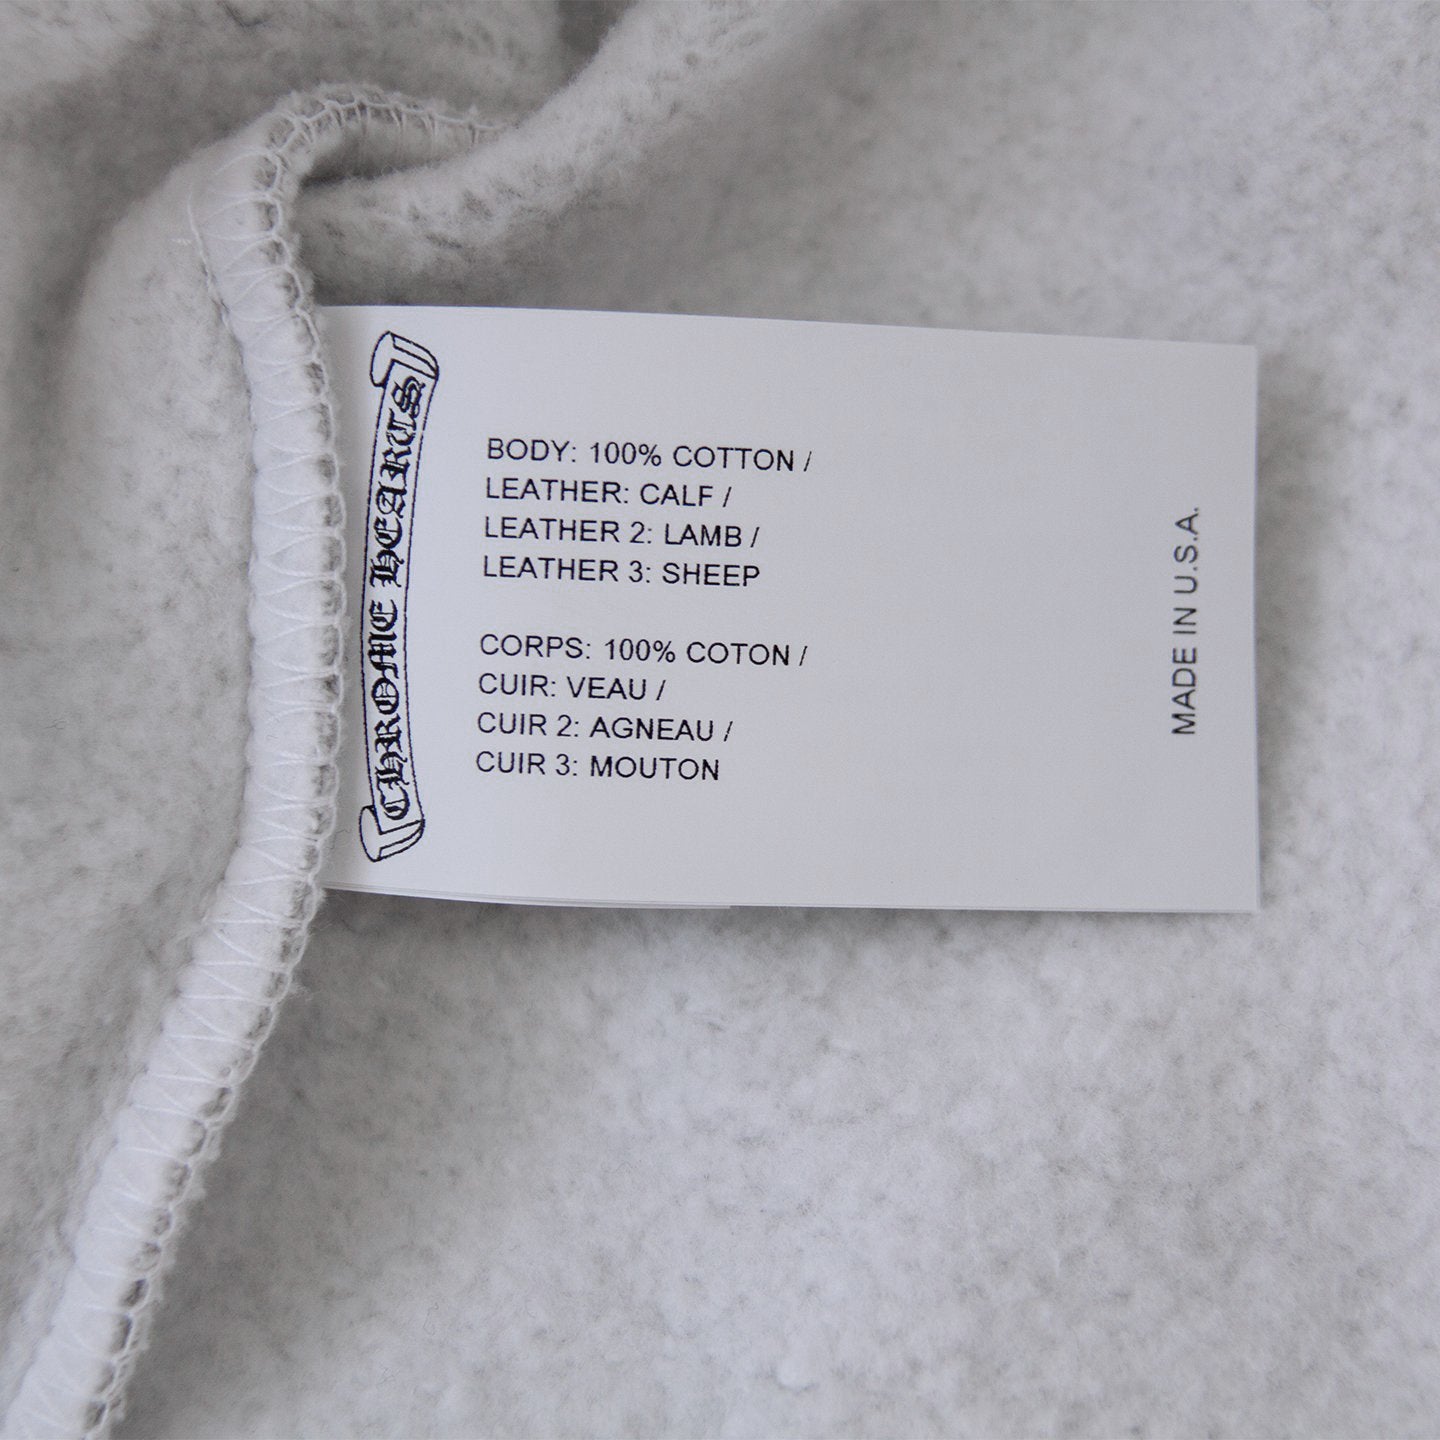 CHROME HEARTS
BODY: 100% COTTON /
LEATHER: CALF /
LEATHER 2: LAMB /
LEATHER 3: SHEEP
CORPS: 100% COTON /
CUIR: VEAU /
CUIR 2: AGNEAU /
CUIR 3: MOUTON
MADE IN U.S.A.